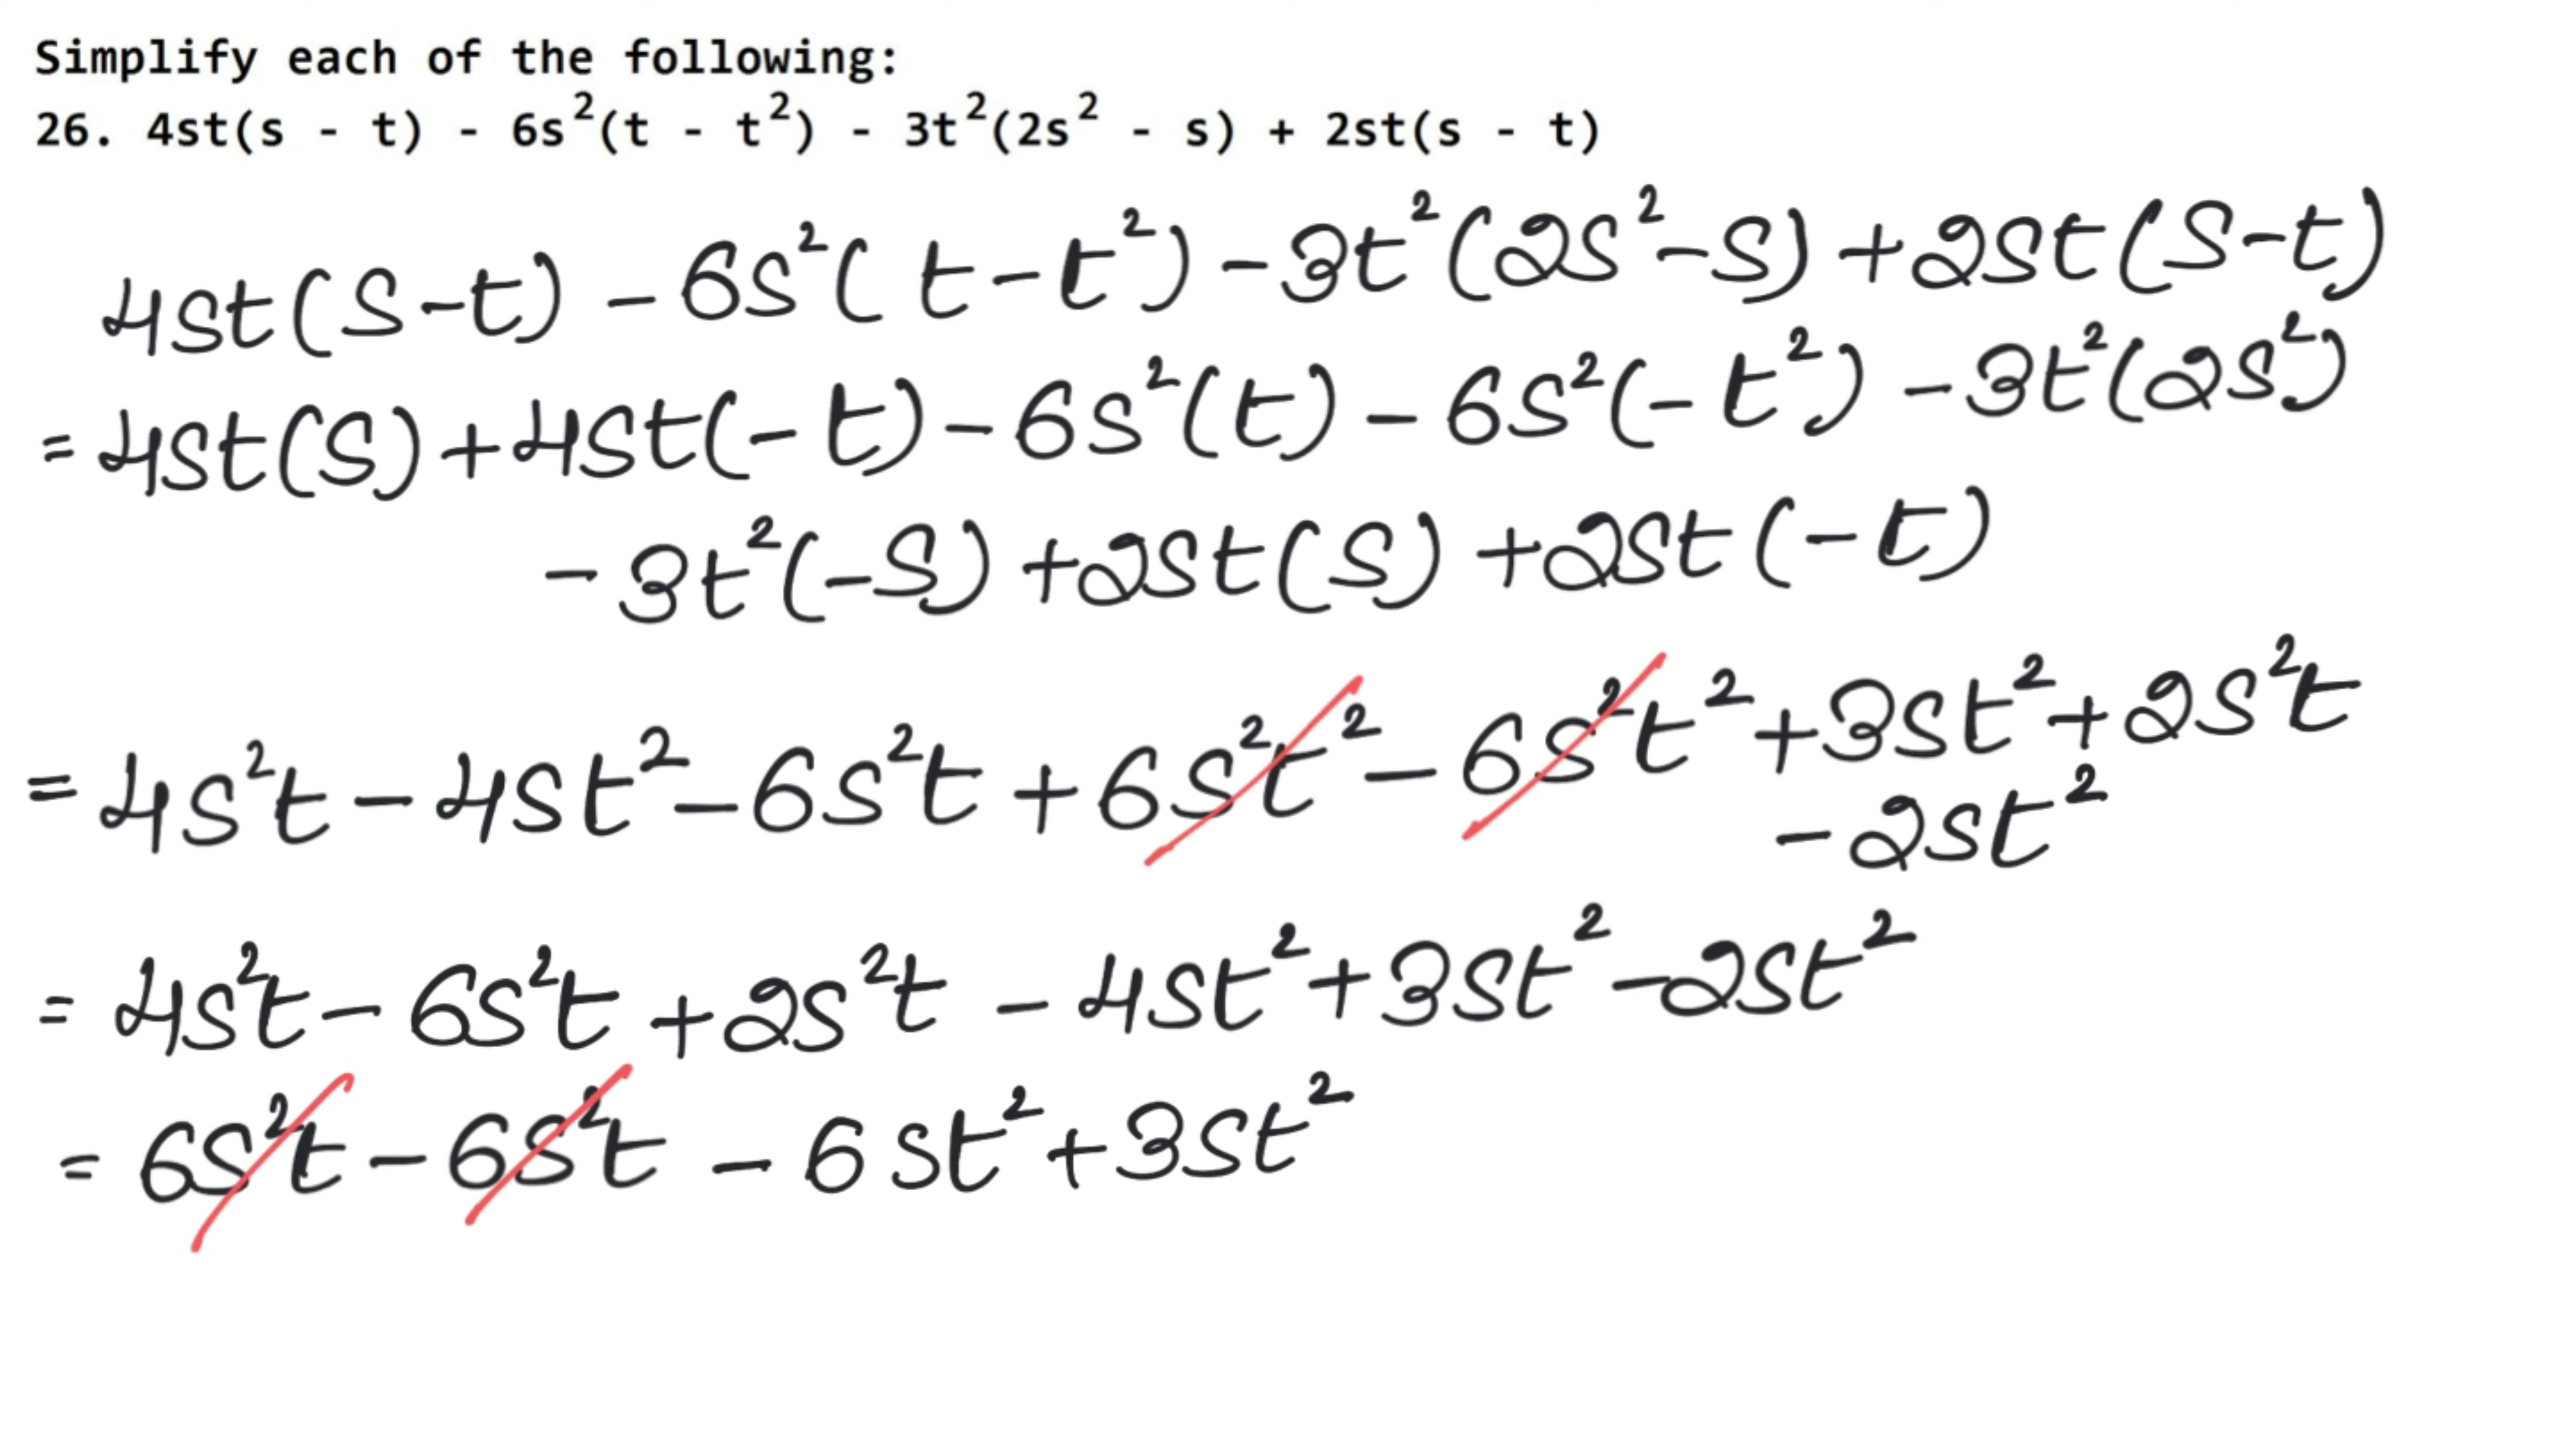 Simplify each of the following:
26. 4st(s - t) - 6s²(t - t²) - 3t²(2s² - s) + 2st(s - t)
4st(s-t) -6s²(t-t²) -3t²(2s²-s) +2st(s-t)
= 4st(s) +4st(-t) -6s²(t) -6s²(-t²) -3t²(2s²)
-3t²(-s) +2st(s) +2st(-t)
= 4s²t -4st² -6s²t +6s²t² -6s²t² +3st² +2s²t
-2st²
= 4s²t -6s²t +2s²t -4st² +3st² -2st²
= 6s²t -6s²t -6st² +3st²